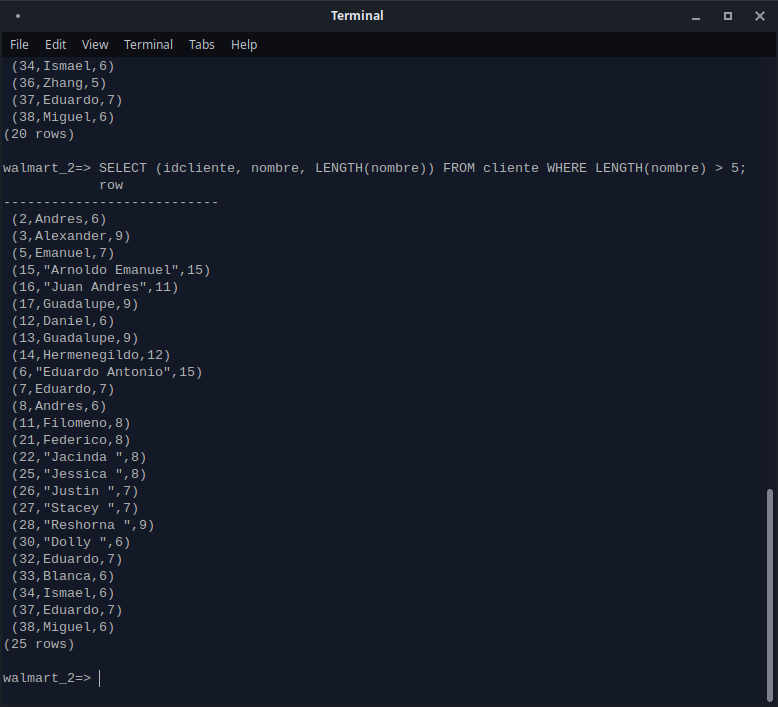 Terminal
File Edit View Terminal Tabs Help
(34,Ismael,6)
(36,Zhang,5)
(37,Eduardo,7)
(38,Miguel,6)
(20 rows)
walmart_2=> SELECT (idcliente, nombre, LENGTH(nombre)) FROM cliente WHERE LENGTH(nombre) > 5;
row
---------------------------
(2,Andres,6)
(3,Alexander,9)
(5,Emanuel,7)
(15,"Arnoldo Emanuel",15)
(16,"Juan Andres",11)
(17,Guadalupe,9)
(12,Daniel,6)
(13,Guadalupe,9)
(14,Hermenegildo,12)
(6,"Eduardo Antonio",15)
(7,Eduardo,7)
(8,Andres,6)
(11,Filomeno,8)
(21,Federico,8)
(22,"Jacinda ",8)
(25,"Jessica ",8)
(26,"Justin ",7)
(27,"Stacey ",7)
(28,"Reshorna ",9)
(30,"Dolly ",6)
(32,Eduardo,7)
(33,Blanca,6)
(34,Ismael,6)
(37,Eduardo,7)
(38,Miguel,6)
(25 rows)
walmart_2=>